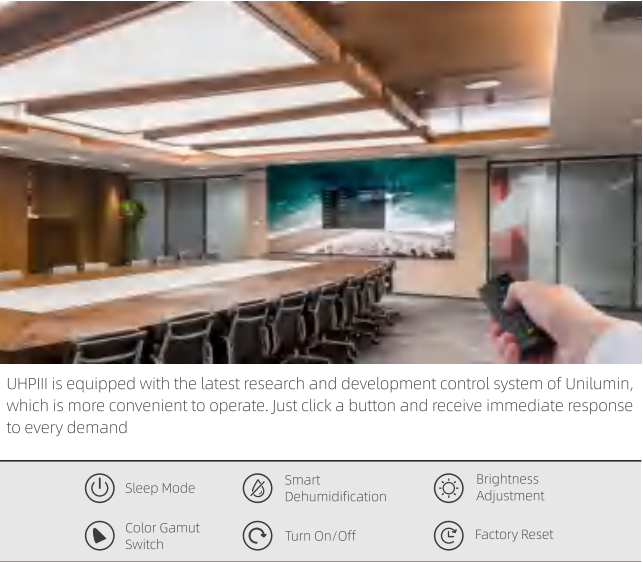 UHPIII is equipped with the latest research and development control system of Unilumin,
which is more convenient to operate. Just click a button and receive immediate response
to every demand
Sleep Mode
Smart
Dehumidification
Brightness
Adjustment
Color Gamut
Switch
Turn On/Off
Factory Reset